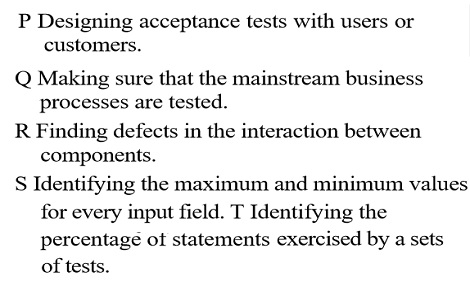 P Designing acceptance tests with users or
customers.
Q Making sure that the mainstream business
processes are tested.
R Finding defects in the interaction between
components.
S Identifying the maximum and minimum values
for every input field. T Identifying the
percentage of statements exercised by a sets
of tests.